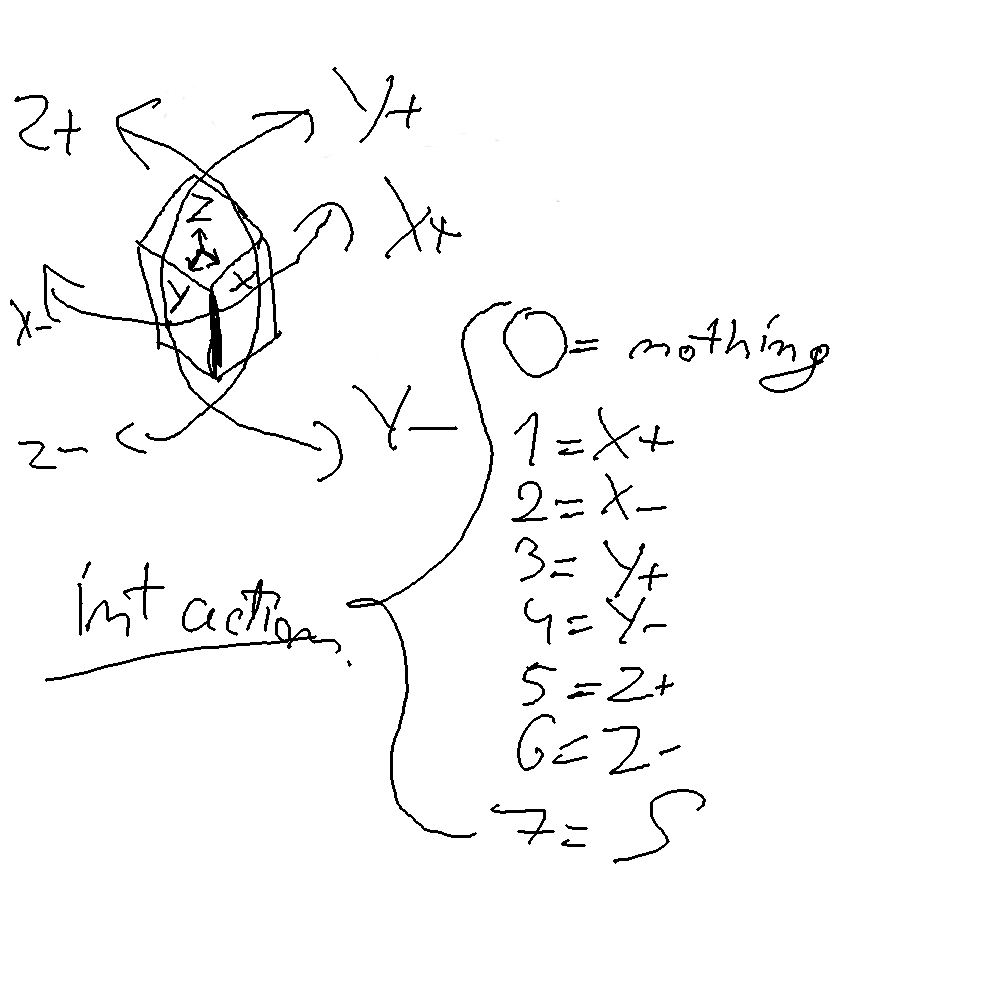 Z+
Y+
X+
Z
Y X
X-
Z-
Y-
int action
0 = nothing
1 = X+
2 = X-
3 = Y+
4 = Y-
5 = Z+
6 = Z-
7 = S